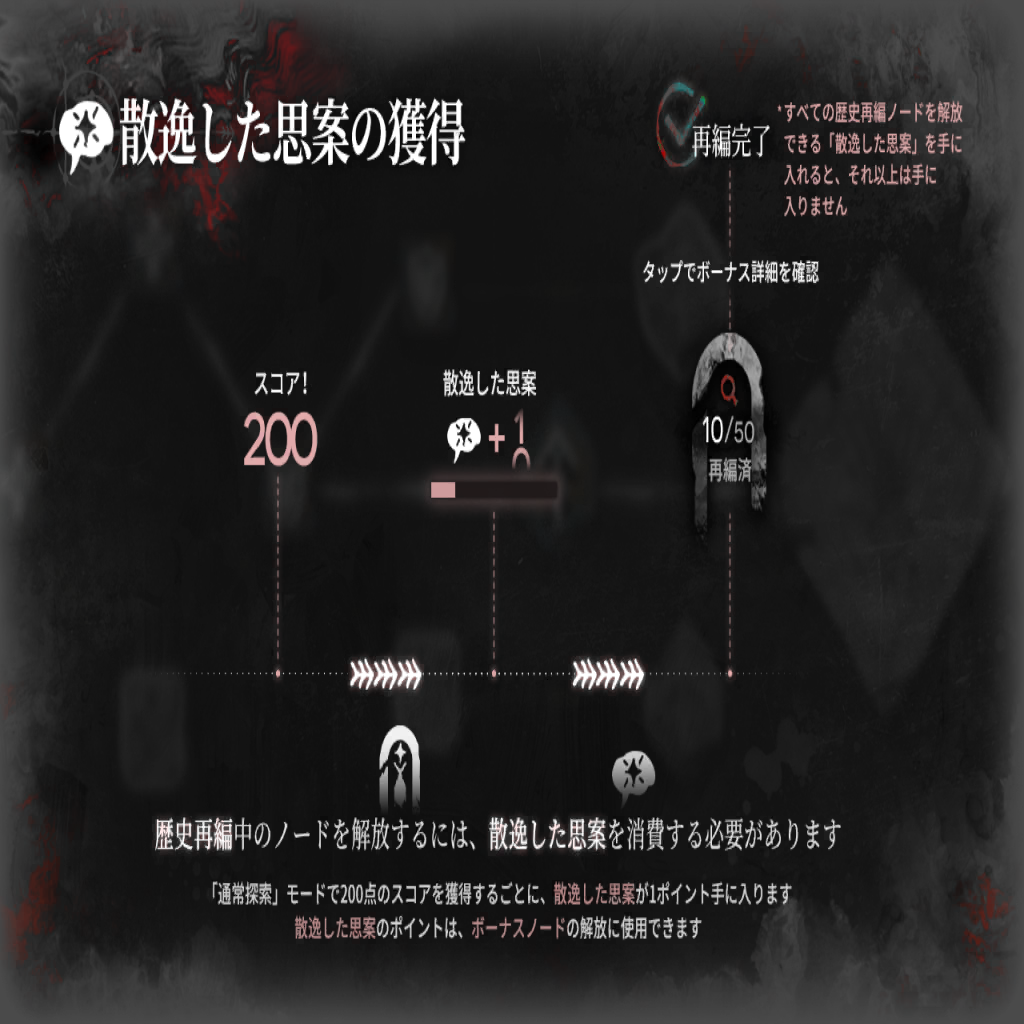 散逸した思案の獲得
再編完了
*すべての歴史再編ノードを解放
できる「散逸した思案」を手に
入れると、それ以上は手に
入りません
タップでボーナス詳細を確認
スコア!
200
散逸した思案
+1
10/50
再編済
歴史再編中のノードを解放するには、散逸した思案を消費する必要があります
「通常探索」モードで200点のスコアを獲得するごとに、散逸した思案が1ポイント手に入ります
散逸した思案のポイントは、ボーナスノードの解放に使用できます